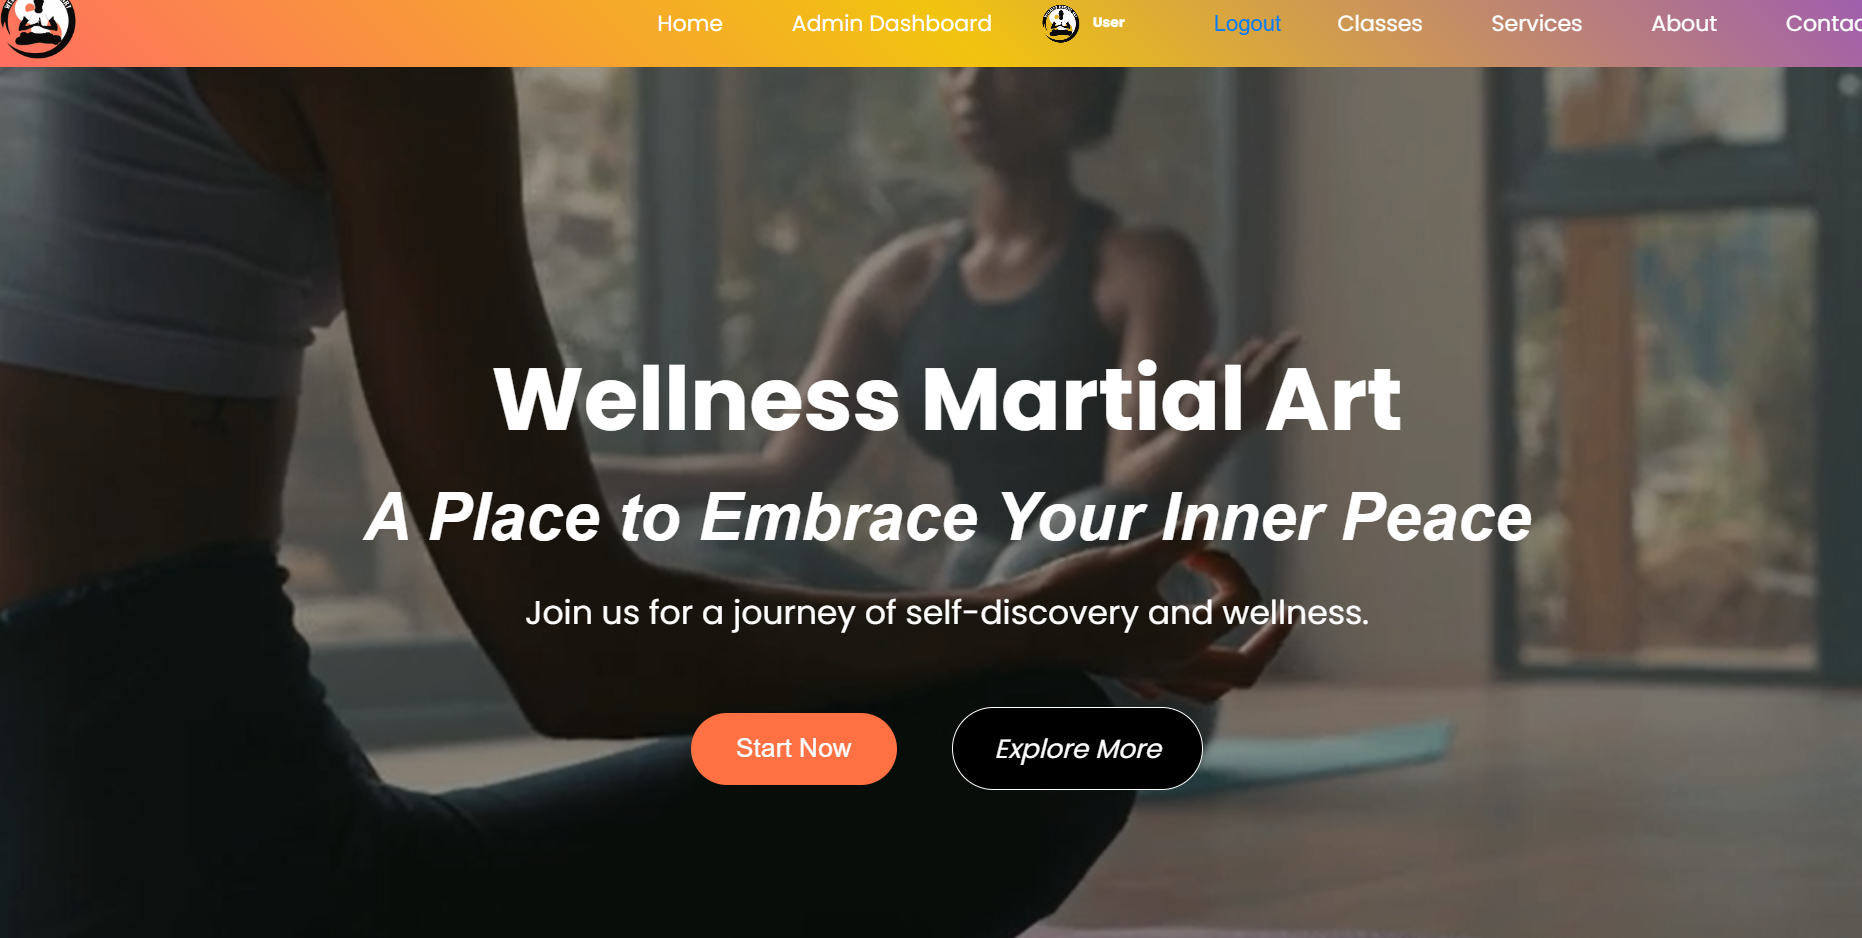 Home Admin Dashboard User Logout Classes Services About
Wellness Martial Art
A Place to Embrace Your Inner Peace
Join us for a journey of self-discovery and wellness.
Start Now Explore More